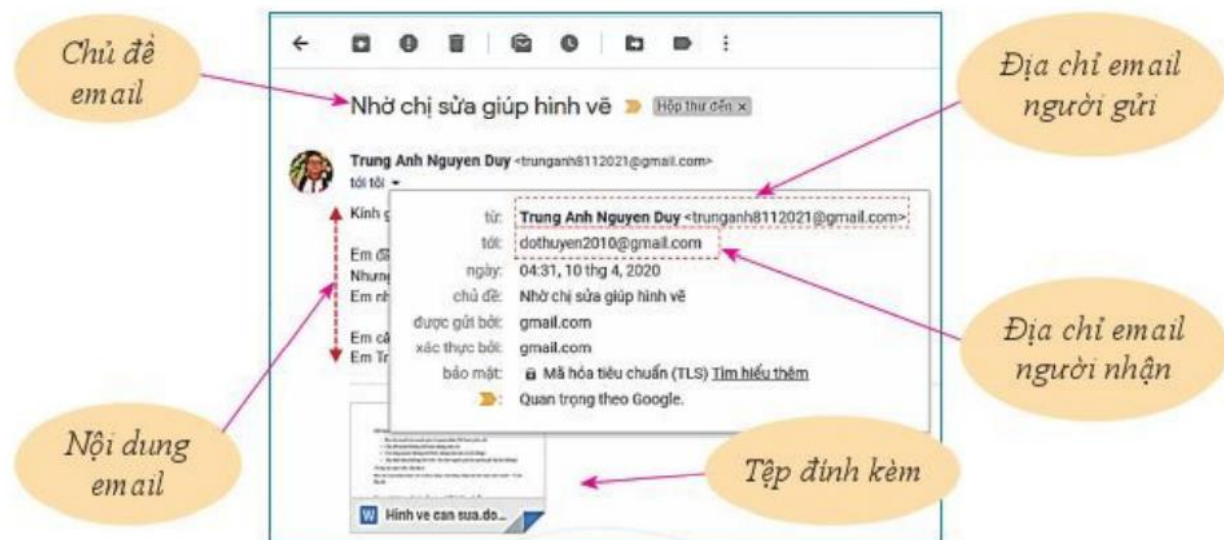 Chủ đề
email
Nhờ chị sửa giúp hình vẽ
Hộp thư đến x
Địa chỉ email
người gửi
Trung Anh Nguyen Duy <trunganh8112021@gmail.com>
tới tôi
Kính g
Em đã
Nhưng
Em nh
Em cả
Em Tr
từ: Trung Anh Nguyen Duy <trunganh8112021@gmail.com>
tới: dothuyen2010@gmail.com
ngày: 04:31, 10 thg 4, 2020
chủ đề: Nhờ chị sửa giúp hình vẽ
được gửi bởi: gmail.com
xác thực bởi: gmail.com
bảo mật: Mã hóa tiêu chuẩn (TLS) Tìm hiểu thêm
: Quan trọng theo Google.
Địa chỉ email
người nhận
Nội dung
email
Tệp đính kèm
W Hinh ve can sua.do...